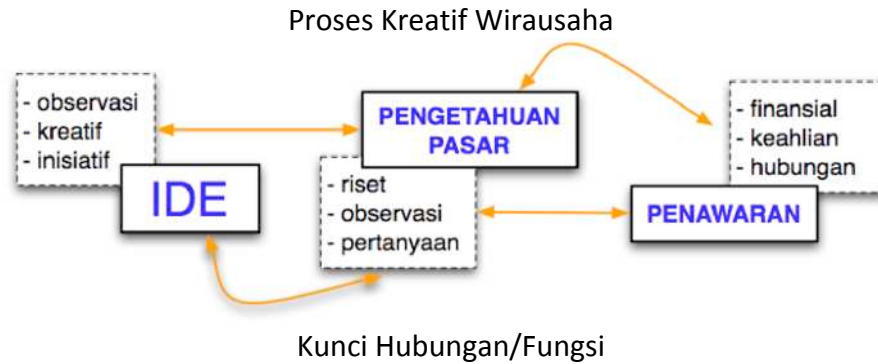 Proses Kreatif Wirausaha
- observasi
- kreatif
- inisiatif
IDE
PENGETAHUAN
PASAR
- riset
- observasi
- pertanyaan
- finansial
- keahlian
- hubungan
PENAWARAN
Kunci Hubungan/Fungsi